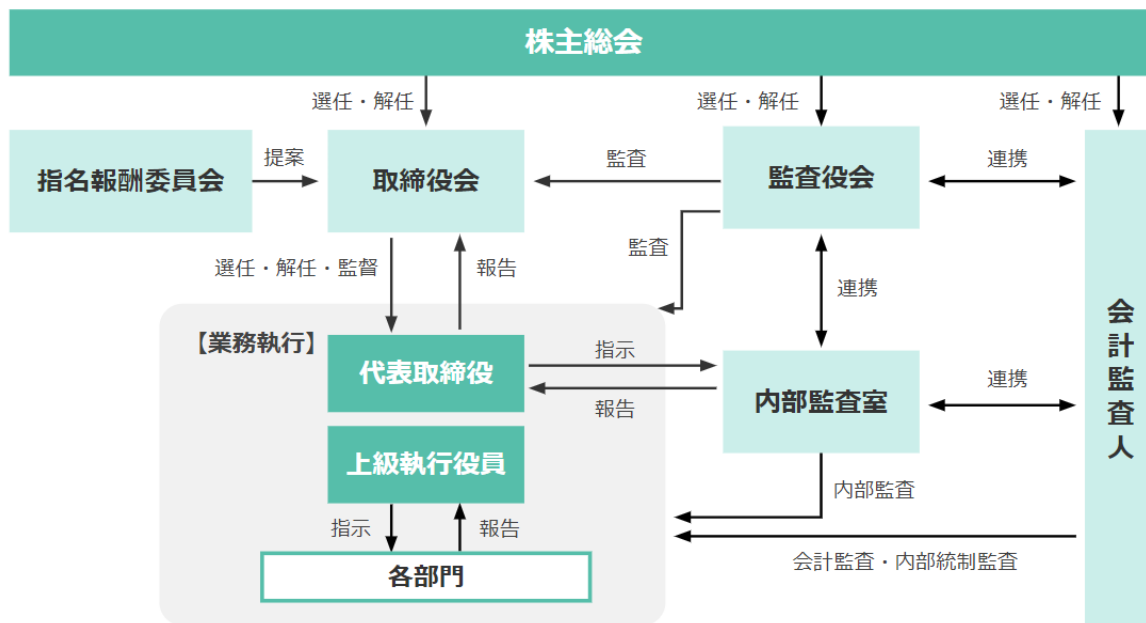 株主総会
選任・解任
選任・解任
選任・解任
指名報酬委員会
提案
取締役会
監査
監査役会
連携
監査
選任・解任・監督
報告
連携
会計監査人
【業務執行】
代表取締役
指示
報告
内部監査室
連携
上級執行役員
内部監査
指示
報告
会計監査・内部統制監査
各部門